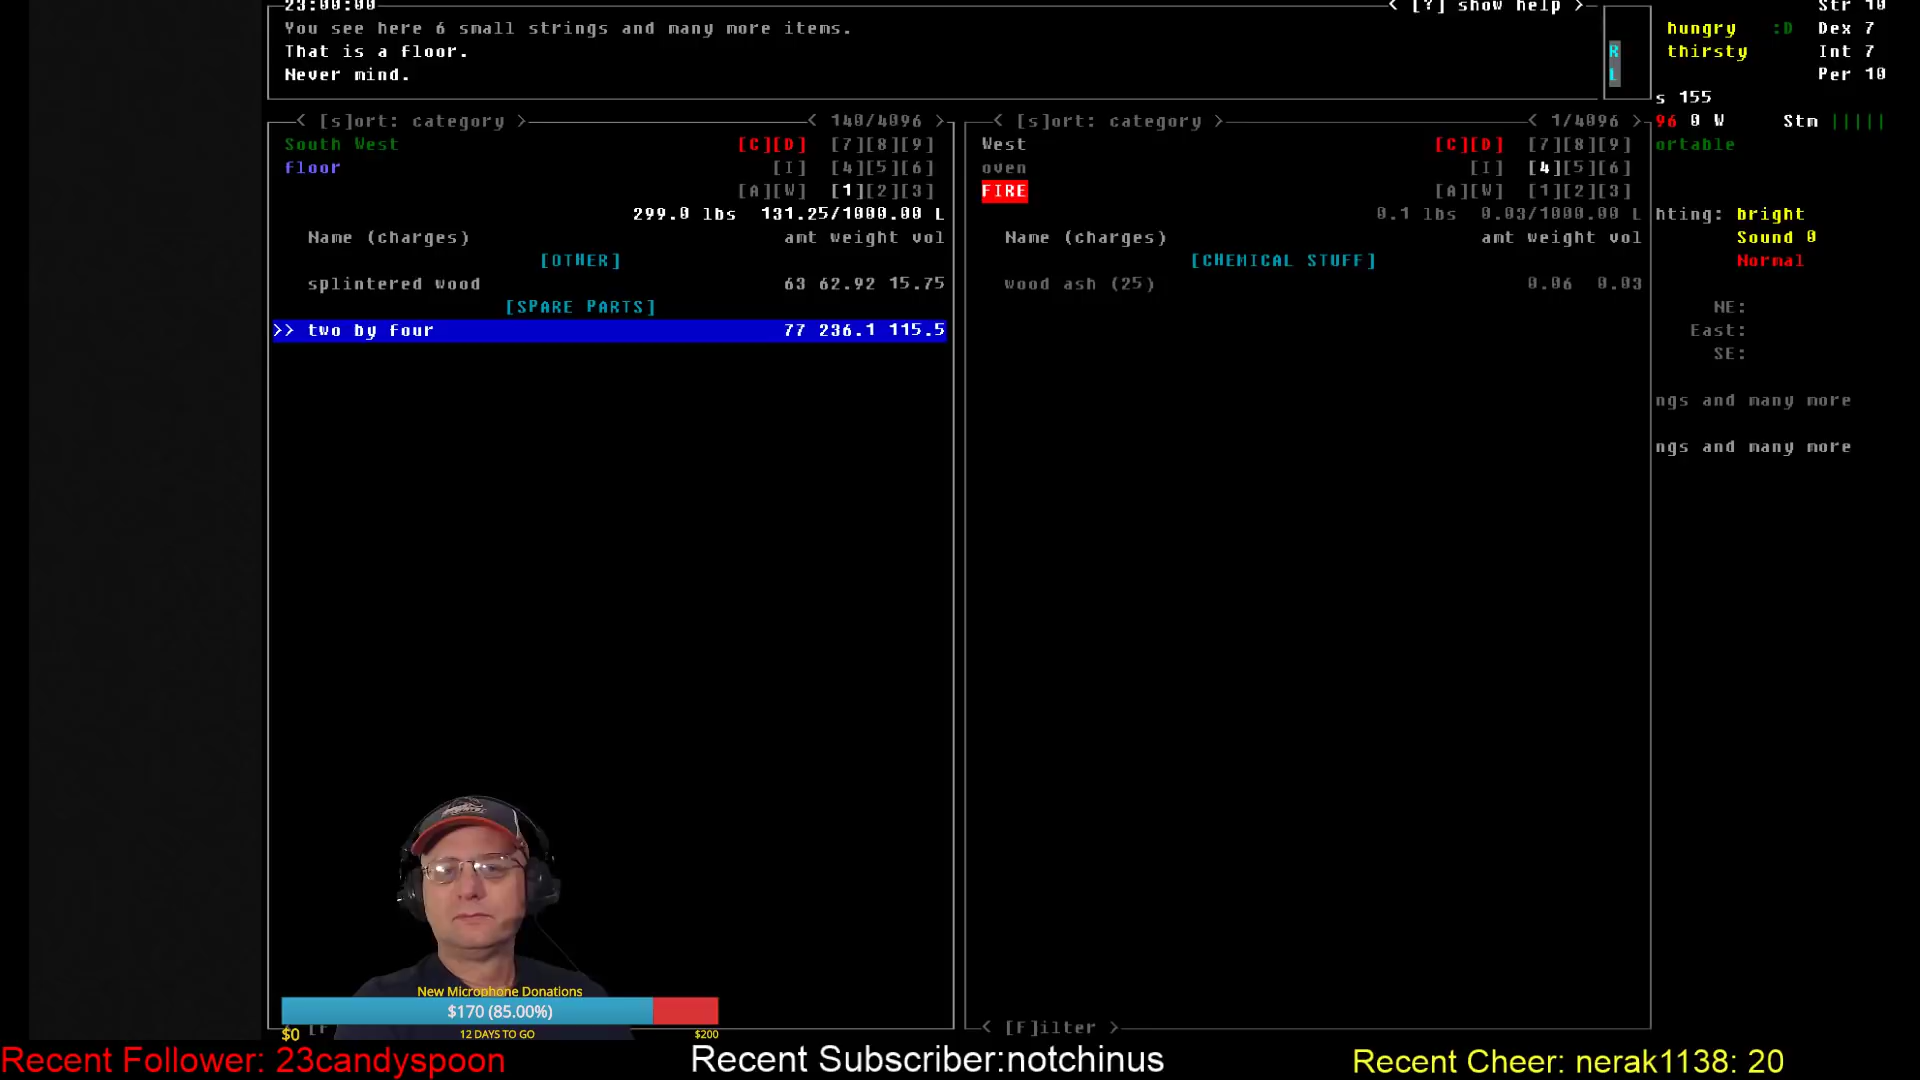 23:00:00 < [?] show help >
You see here 6 small strings and many more items.
That is a floor.
Never mind.
R
L
Str 10
hungry :D Dex 7
thirsty Int 7
Per 10
s 155
96 0 W Stm |||||
ortable
hting: bright
Sound 0
Normal
NE:
East:
SE:
ngs and many more
ngs and many more
< [s]ort: category > < 140/4096 >
South West [C][D] [7][8][9]
floor [I] [4][5][6]
[A][W] [1][2][3]
299.0 lbs 131.25/1000.00 L
Name (charges) amt weight vol
[OTHER]
splintered wood 63 62.92 15.75
[SPARE PARTS]
>> two by four 77 236.1 115.5
< [s]ort: category > < 1/4096 >
West [C][D] [7][8][9]
oven [I] [4][5][6]
FIRE [A][W] [1][2][3]
0.1 lbs 0.03/1000.00 L
Name (charges) amt weight vol
[CHEMICAL STUFF]
wood ash (25) 0.06 0.03
< [F]ilter >
New Microphone Donations
$170 (85.00%)
$0 12 DAYS TO GO $200
< [F
Recent Follower: 23candyspoon
Recent Subscriber:notchinus
Recent Cheer: nerak1138: 20